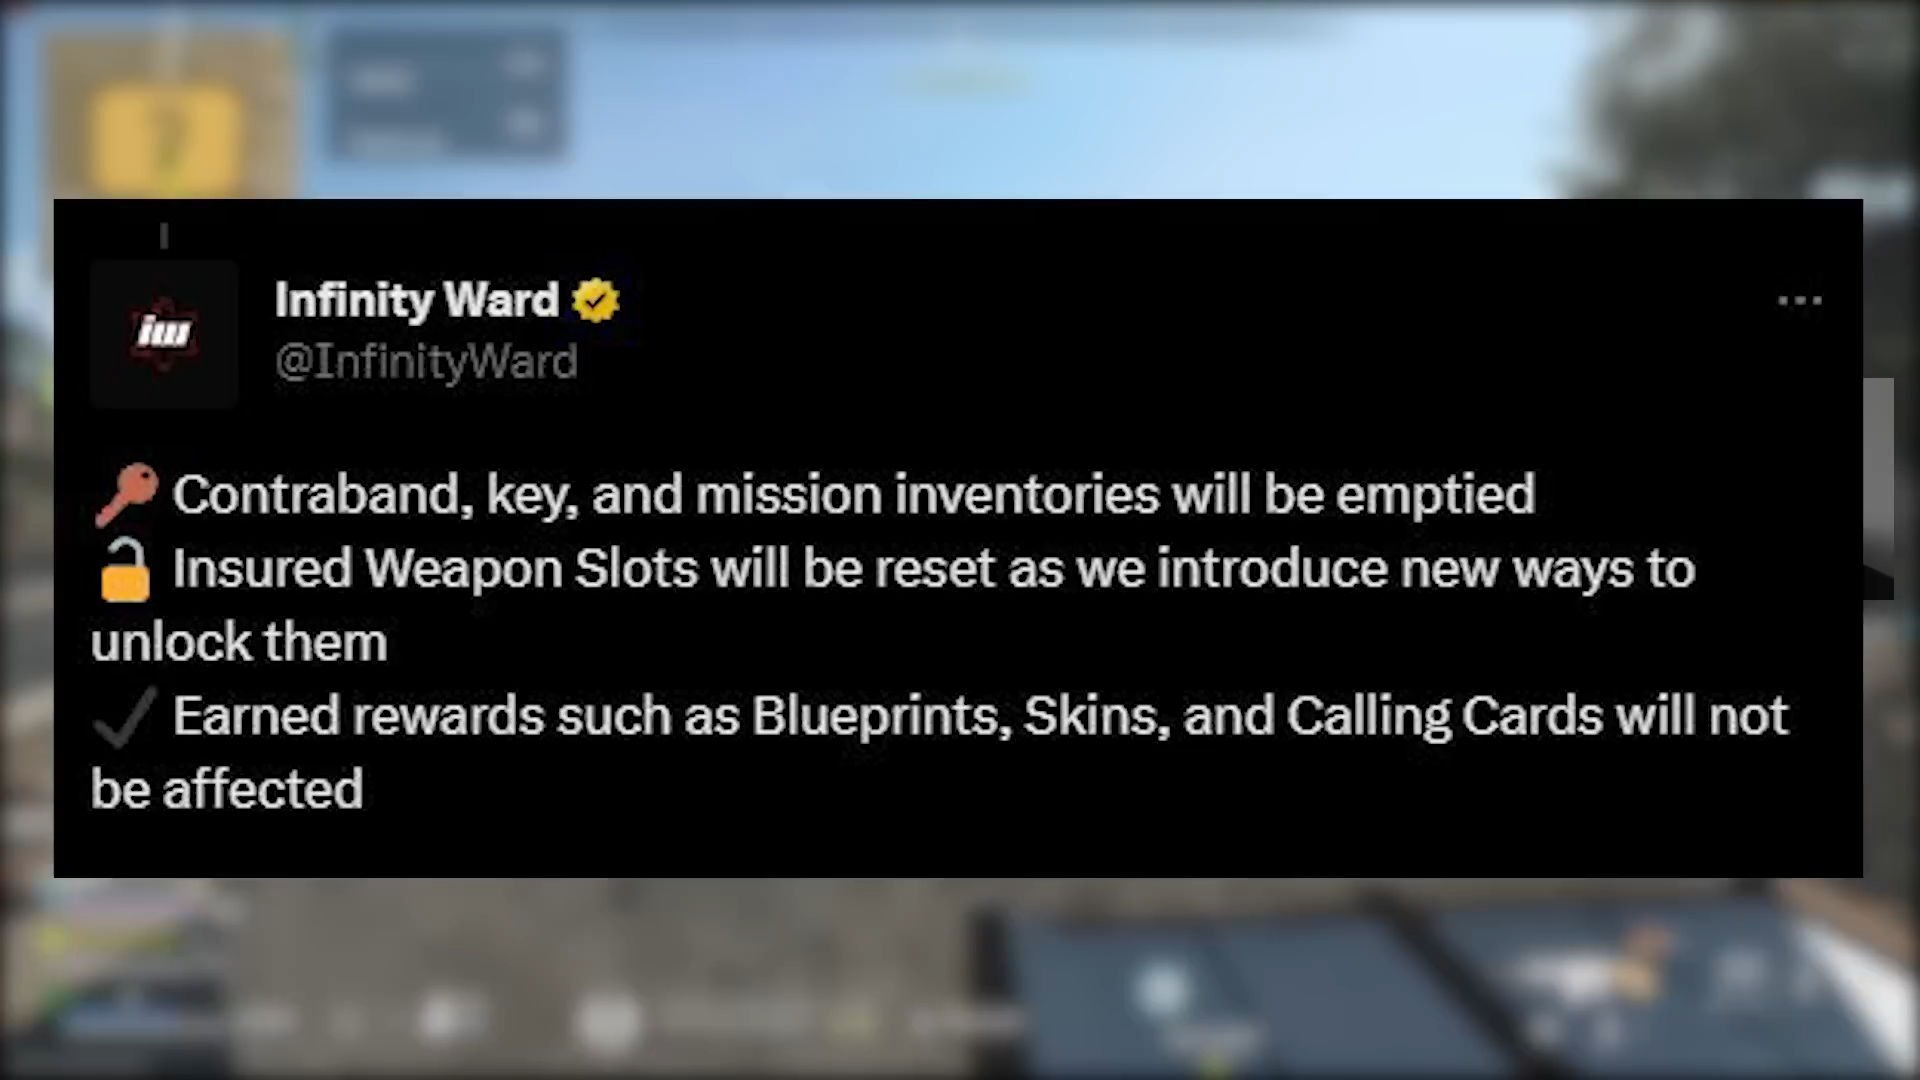 Infinity Ward
@InfinityWard
iw
Contraband, key, and mission inventories will be emptied
Insured Weapon Slots will be reset as we introduce new ways to
unlock them
Earned rewards such as Blueprints, Skins, and Calling Cards will not
be affected